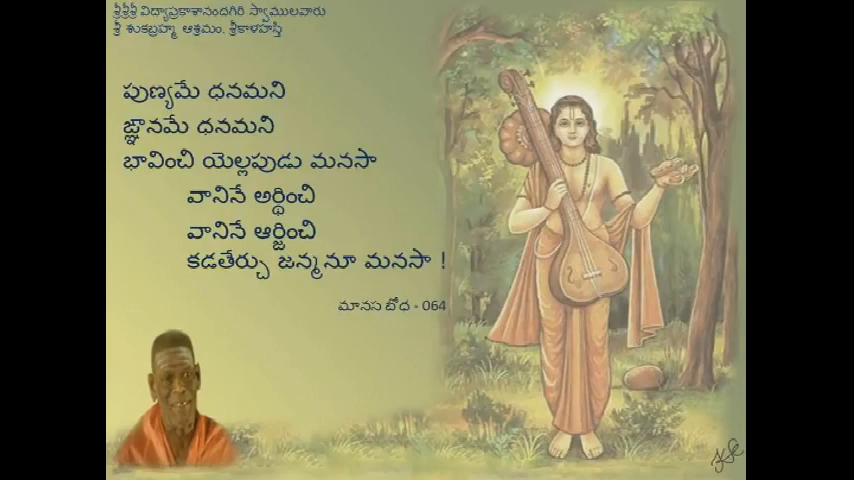 శ్రీశ్రీశ్రీ విద్యాప్రకాశానందగిరి స్వాములవారు
శ్రీ శుకబ్రహ్మ ఆశ్రమం. శ్రీకాళహస్తి
పుణ్యమే ధనమని
జ్ఞానమే ధనమని
భావించి యెల్లపుడు మనసా
వానినే అర్థించి
వానినే ఆర్జించి
కడతేర్చు జన్మనూ మనసా !
మానస బోధ - 064